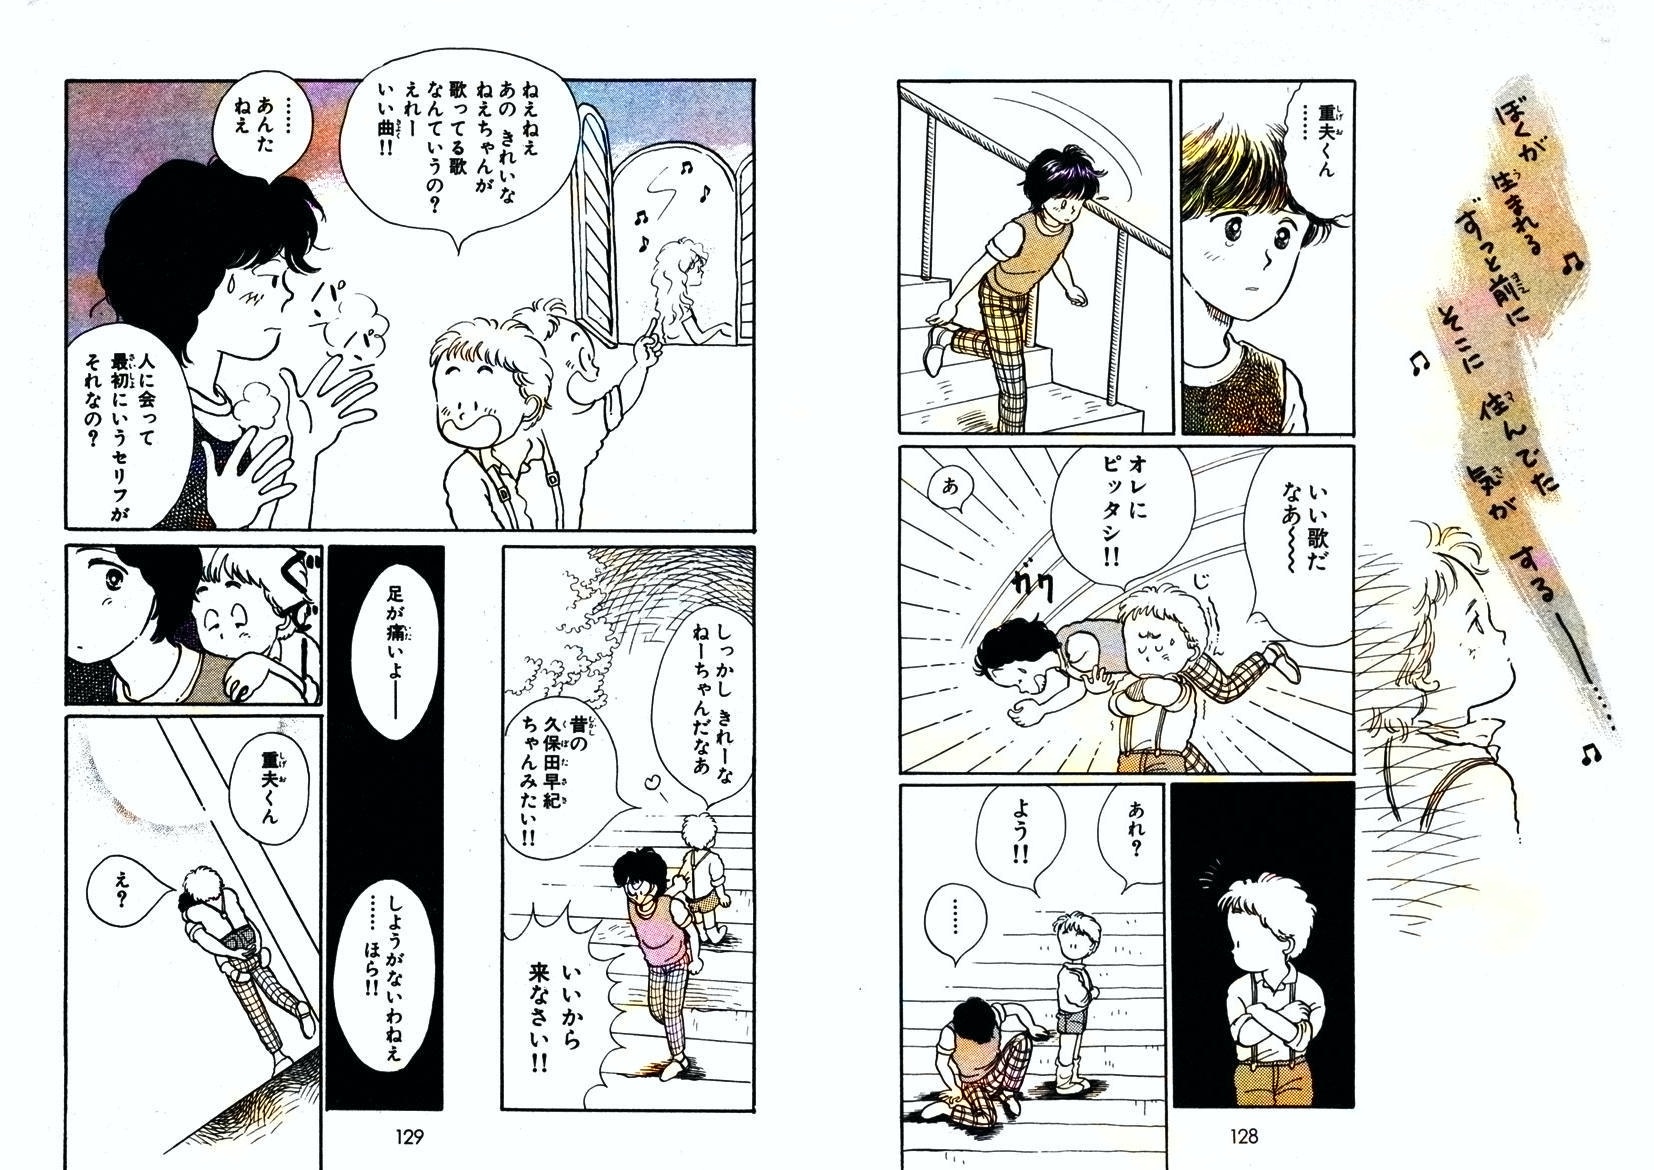 ぼくが
生まれる
ずっと前に
そこに
住んでた
気が
する——……
重夫くん
……
いい歌だ
なあ～～～
オレに
ピッタシ!!
じ～ん
あ
ガク
あれ?
よう!!
……
128
ねえねえ
あの きれいな
ねえちゃんが
歌ってる歌
なんていうの?
えれー
いい曲!!
……
あんた
ねえ
パン
パン
人に会って
最初にいうセリフが
それなの?
しっかし きれーな
ねーちゃんだなあ
昔の
久保田早紀
ちゃんみたい!!
いいから
来なさい!!
足が痛いよ——
しようがないわねえ
…… ほら!!
重夫くん
え?
129